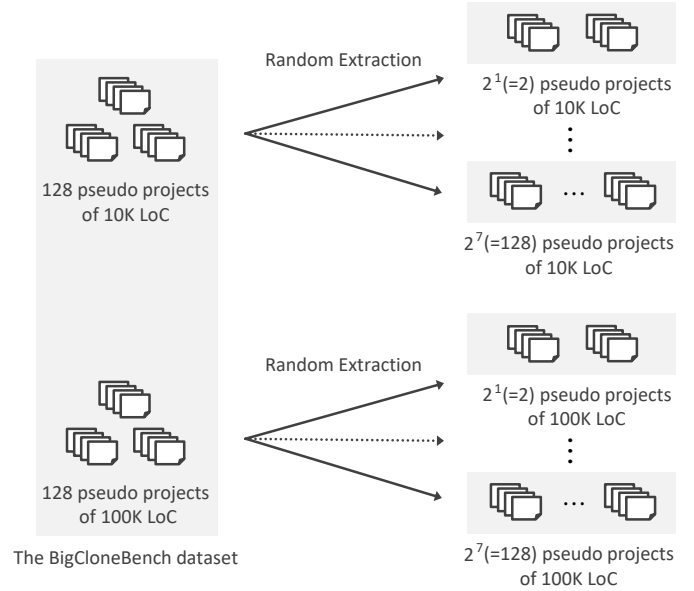 Random Extraction
2^1(=2) pseudo projects
of 10K LoC
128 pseudo projects
of 10K LoC
...
2^7(=128) pseudo projects
of 10K LoC
Random Extraction
2^1(=2) pseudo projects
of 100K LoC
...
128 pseudo projects
of 100K LoC
2^7(=128) pseudo projects
of 100K LoC
The BigCloneBench dataset